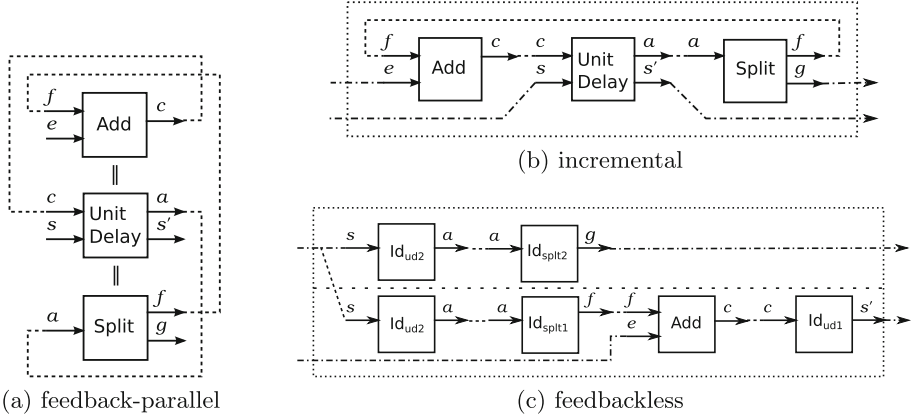 f
e
Add
c
||
c
s
Unit
Delay
a
s′
||
a
Split
f
g
(a) feedback-parallel
f
e
Add
c
c
s
Unit
Delay
a
s′
a
Split
f
g
(b) incremental
s
Id_ud2
a
a
Id_splt2
g
s
Id_ud2
a
a
Id_splt1
f
f
e
Add
c
c
Id_ud1
s′
(c) feedbackless